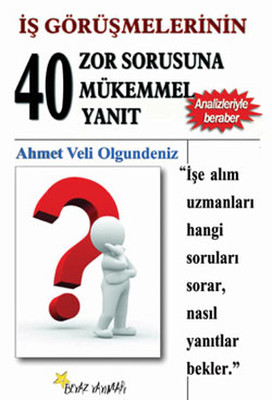 İŞ GÖRÜŞMELERİNİN
40 ZOR SORUSUNA
MÜKEMMEL
YANIT
Analizleriyle
beraber
Ahmet Veli Olgundeniz
“İşe alım
uzmanları
hangi
soruları
sorar,
nasıl
yanıtlar
bekler.”
BEYAZ YAYINLARI